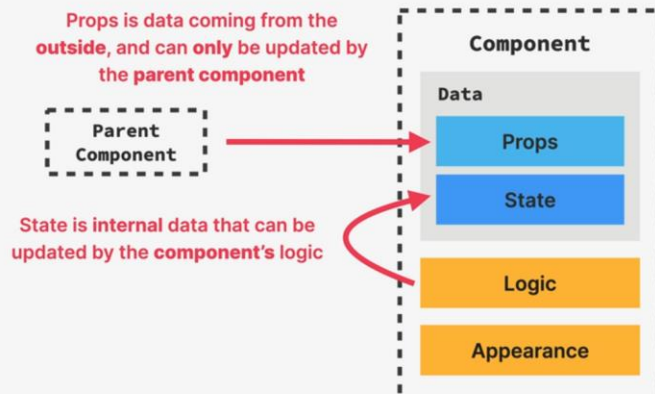 Props is data coming from the
outside, and can only be updated by
the parent component
Component
Data
Parent
Component
Props
State
State is internal data that can be
updated by the component’s logic
Logic
Appearance